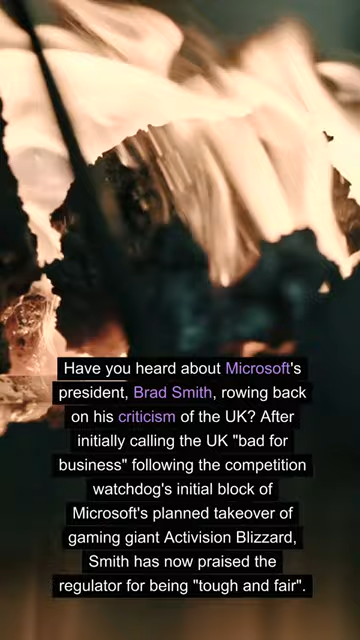 Have you heard about Microsoft's
president, Brad Smith, rowing back
on his criticism of the UK? After
initially calling the UK "bad for
business" following the competition
watchdog's initial block of
Microsoft's planned takeover of
gaming giant Activision Blizzard,
Smith has now praised the
regulator for being "tough and fair".